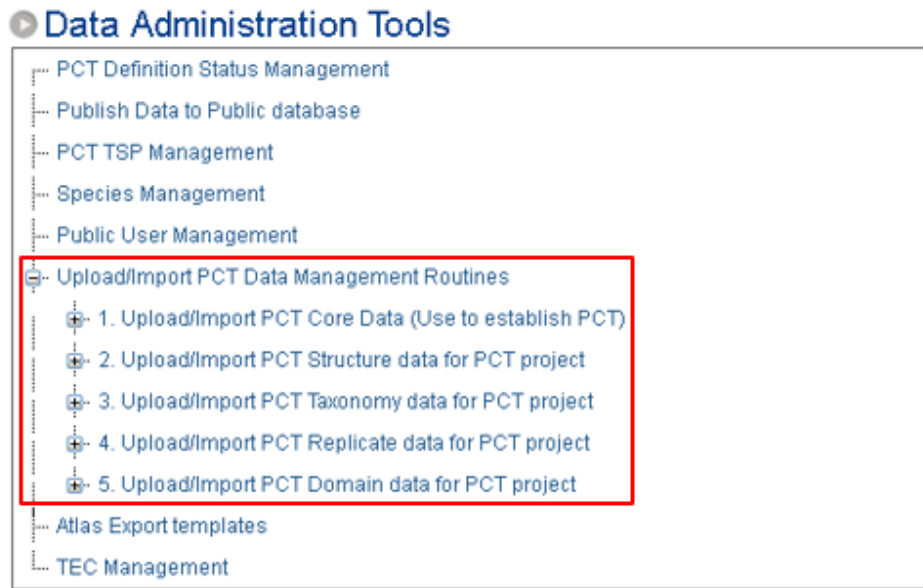 Data Administration Tools
PCT Definition Status Management
Publish Data to Public database
PCT TSP Management
Species Management
Public User Management
Upload/Import PCT Data Management Routines
1. Upload/Import PCT Core Data (Use to establish PCT)
2. Upload/Import PCT Structure data for PCT project
3. Upload/Import PCT Taxonomy data for PCT project
4. Upload/Import PCT Replicate data for PCT project
5. Upload/Import PCT Domain data for PCT project
Atlas Export templates
TEC Management